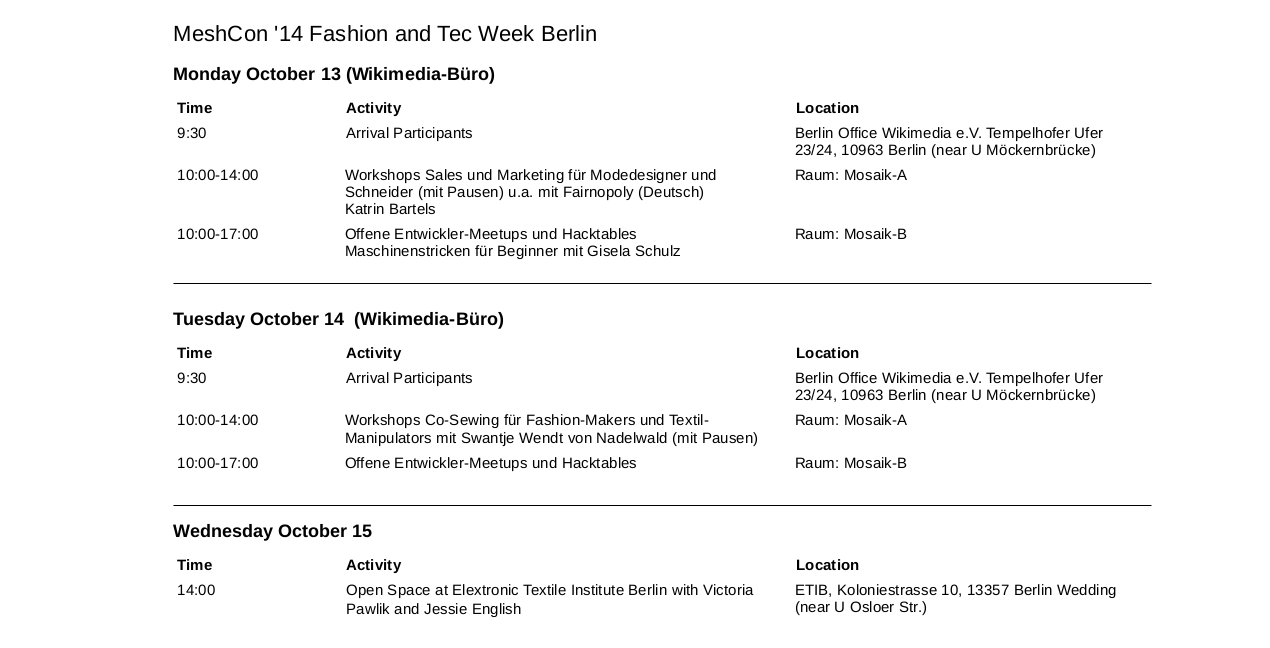 MeshCon '14 Fashion and Tec Week Berlin
Monday October 13 (Wikimedia-Büro)
Time Activity Location
9:30 Arrival Participants Berlin Office Wikimedia e.V. Tempelhofer Ufer
23/24, 10963 Berlin (near U Möckernbrücke)
10:00-14:00 Workshops Sales und Marketing für Modedesigner und Raum: Mosaik-A
Schneider (mit Pausen) u.a. mit Fairnopoly (Deutsch)
Katrin Bartels
10:00-17:00 Offene Entwickler-Meetups und Hacktables Raum: Mosaik-B
Maschinenstricken für Beginner mit Gisela Schulz
Tuesday October 14 (Wikimedia-Büro)
Time Activity Location
9:30 Arrival Participants Berlin Office Wikimedia e.V. Tempelhofer Ufer
23/24, 10963 Berlin (near U Möckernbrücke)
10:00-14:00 Workshops Co-Sewing für Fashion-Makers und Textil- Raum: Mosaik-A
Manipulators mit Swantje Wendt von Nadelwald (mit Pausen)
10:00-17:00 Offene Entwickler-Meetups und Hacktables Raum: Mosaik-B
Wednesday October 15
Time Activity Location
14:00 Open Space at Elextronic Textile Institute Berlin with Victoria ETIB, Koloniestrasse 10, 13357 Berlin Wedding
Pawlik and Jessie English (near U Osloer Str.)